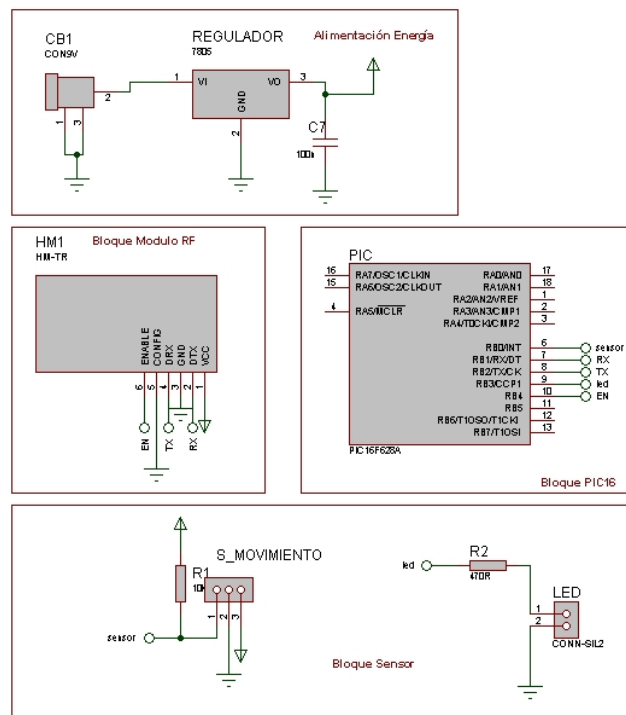 CB1
CON9V
REGULADOR
7805
Alimentación Energía
1
VI
VO
3
GND
2
2
1
3
C7
100n
HM1
HM-TR
Bloque Modulo RF
ENABLE
CONFIG
DRX
GND
DTX
VCC
6
5
4
3
2
1
EN
TX
RX
PIC
16
RA7/OSC1/CLKIN
15
RA6/OSC2/CLKOUT
4
RA5/MCLR
RA0/AN0
17
RA1/AN1
18
RA2/AN2/VREF
1
RA3/AN3/CMP1
2
RA4/T0CKI/CMP2
3
RB0/INT
6
sensor
RB1/RX/DT
7
RX
RB2/TX/CK
8
TX
RB3/CCP1
9
led
RB4
10
EN
RB5
11
RB6/T1OSO/T1CKI
12
RB7/T1OSI
13
PIC16F628A
Bloque PIC16
S_MOVIMIENTO
R1
10k
1
2
3
sensor
R2
led
470R
LED
1
2
CONN-SIL2
Bloque Sensor